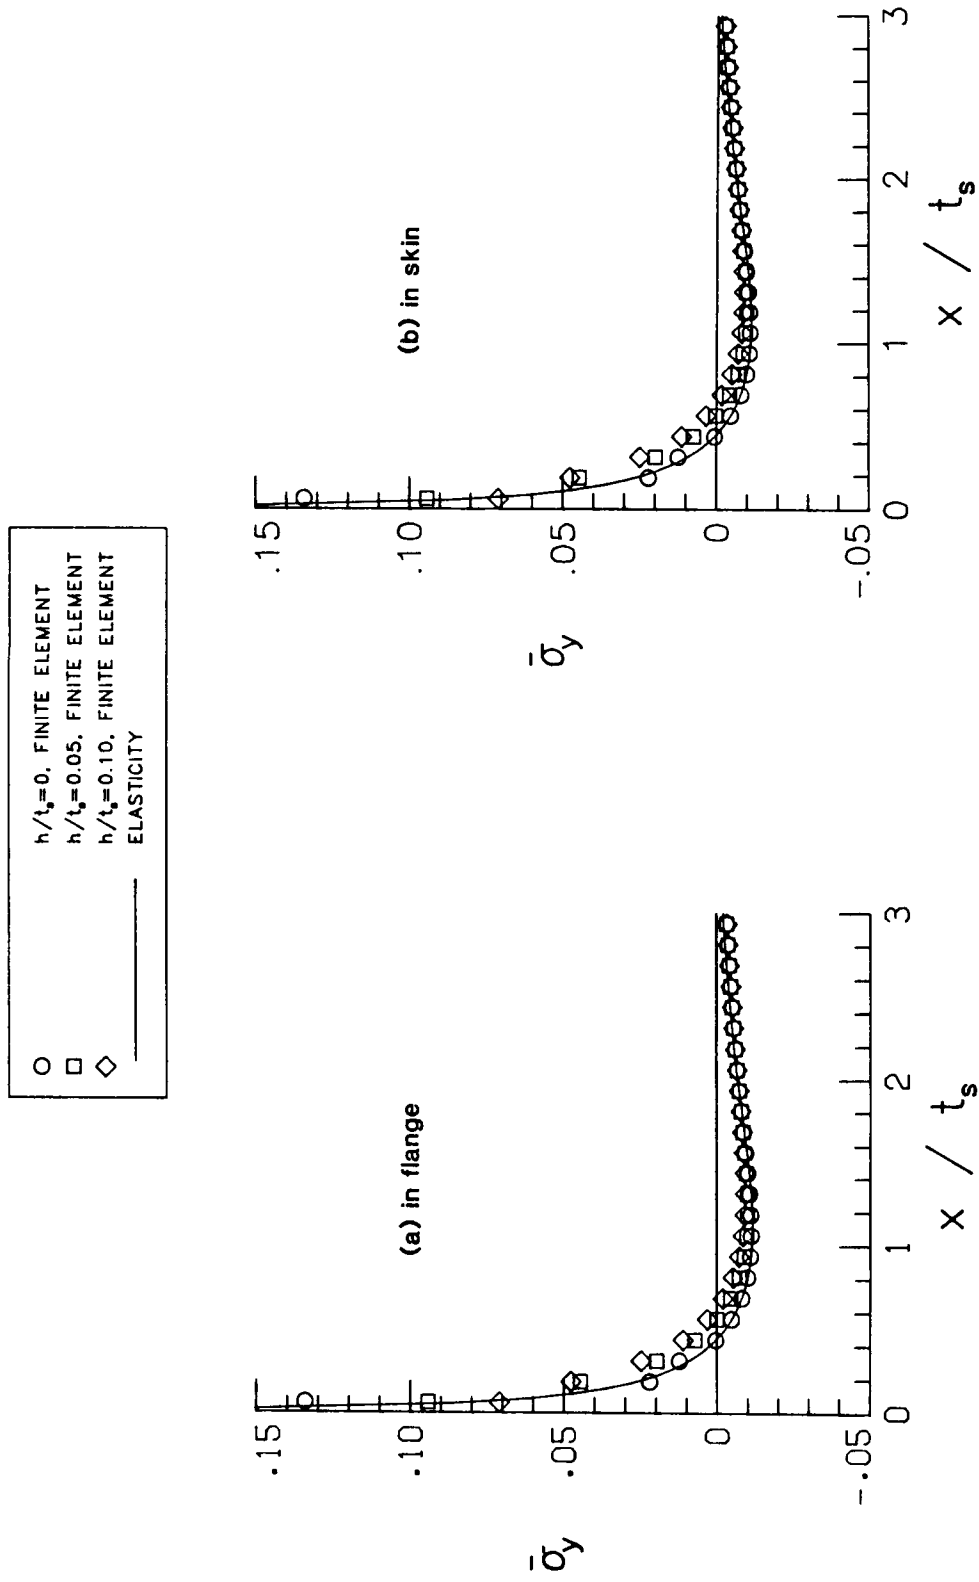 h/tₛ=0, FINITE ELEMENT
h/tₛ=0.05, FINITE ELEMENT
h/tₛ=0.10, FINITE ELEMENT
ELASTICITY
(a) in flange
σ̄y
.15
.10
.05
0
-.05
0
1
2
3
x / tₛ
(b) in skin
σ̄y
.15
.10
.05
0
-.05
0
1
2
3
x / tₛ